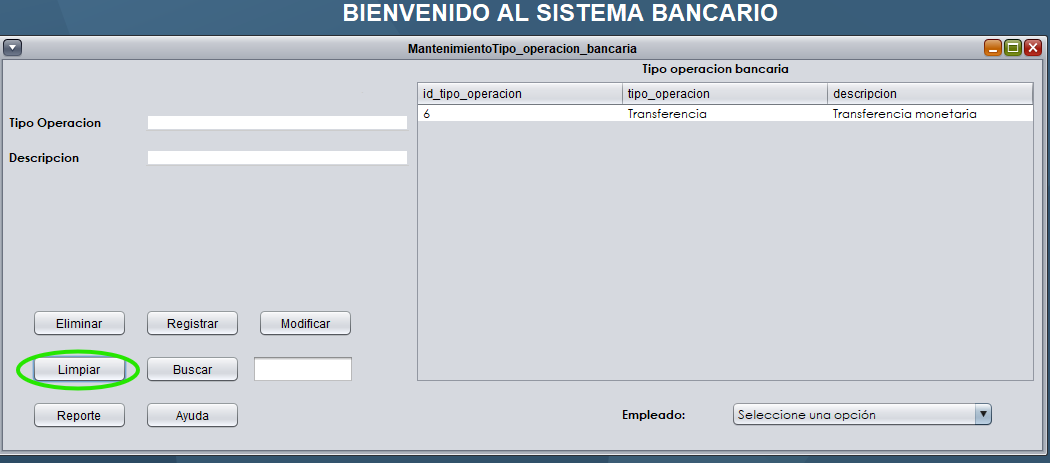 BIENVENIDO AL SISTEMA BANCARIO
MantenimientoTipo_operacion_bancaria
Tipo operacion bancaria
id_tipo_operacion tipo_operacion descripcion
6 Transferencia Transferencia monetaria
Tipo Operacion
Descripcion
Eliminar Registrar Modificar
Limpiar Buscar
Reporte Ayuda
Empleado: Seleccione una opción